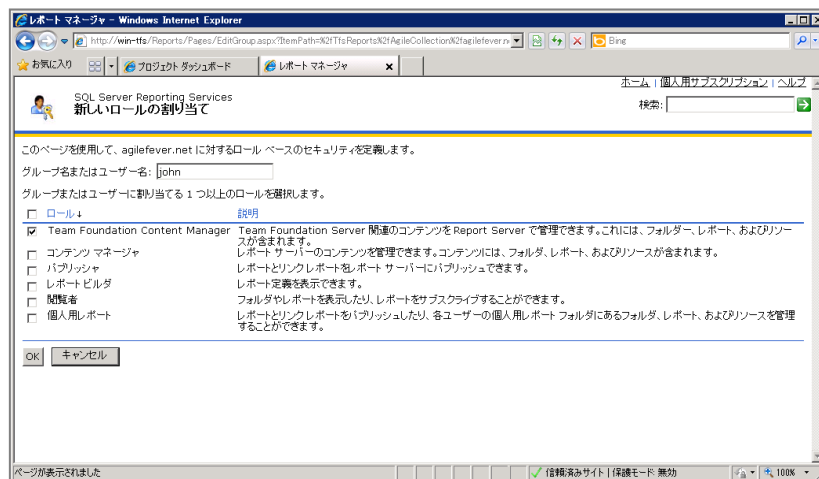 レポート マネージャ - Windows Internet Explorer
http://win-tfs/Reports/Pages/EditGroup.aspx?ItemPath=%2fTfsReports%2fAgileCollection%2fagilefever.n
Bing
お気に入り
プロジェクト ダッシュボード
レポート マネージャ
ホーム | 個人用サブスクリプション | ヘルプ
SQL Server Reporting Services
新しいロールの割り当て
検索:
このページを使用して、agilefever.net に対するロール ベースのセキュリティを定義します。
グループ名またはユーザー名: john
グループまたはユーザーに割り当てる 1 つ以上のロールを選択します。
ロール↓ 説明
Team Foundation Content Manager Team Foundation Server 関連のコンテンツを Report Server で管理できます。これには、フォルダー、レポート、およびリソー
スが含まれます。
コンテンツ マネージャ レポート サーバーのコンテンツを管理できます。コンテンツには、フォルダ、レポート、およびリソースが含まれます。
パブリッシャ レポートとリンク レポートをレポート サーバーにパブリッシュできます。
レポート ビルダ レポート定義を表示できます。
閲覧者 フォルダやレポートを表示したり、レポートをサブスクライブすることができます。
個人用レポート レポートとリンク レポートをパブリッシュしたり、各ユーザーの個人用レポート フォルダにあるフォルダ、レポート、およびリソースを管理
することができます。
OK キャンセル
ページが表示されました
信頼済みサイト | 保護モード: 無効
100%